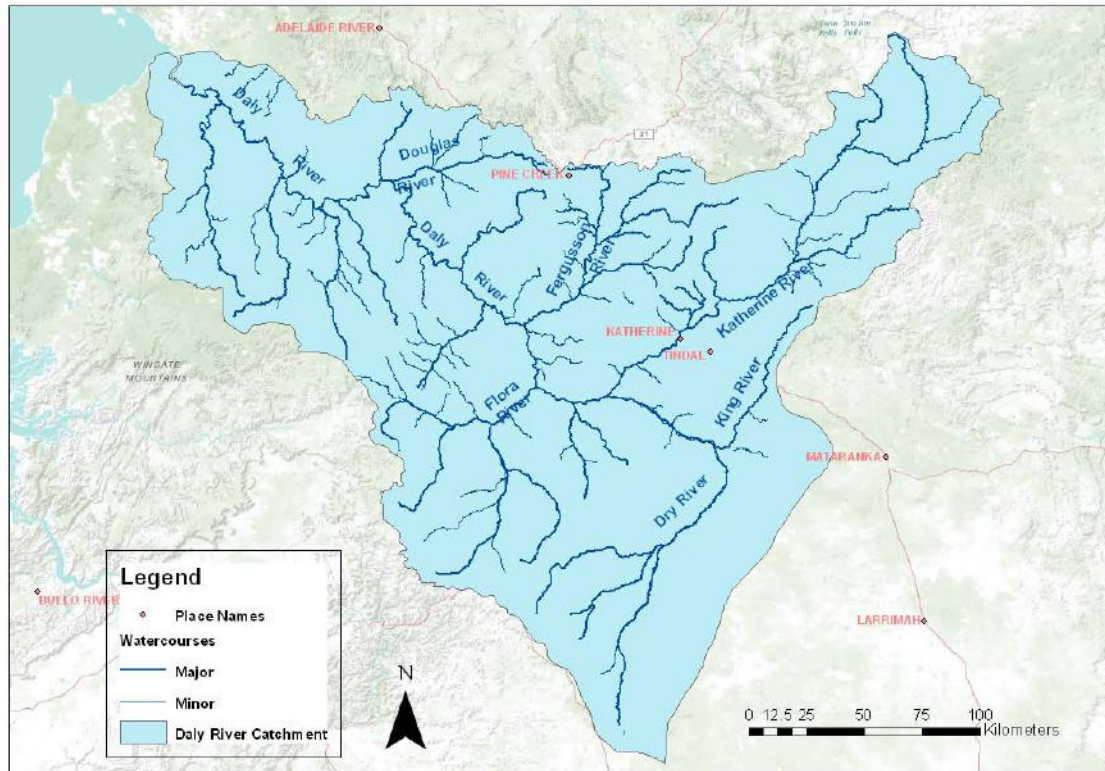 ADELAIDE RIVER
Daly
River
Douglas
River
21
PINE CREEK
Daly
River
Fergusson
River
Katherine River
KATHERINE
TINDAL
WINGATE
MOUNTAINS
Flora
River
King River
MATARANKA
Dry River
BULLO RIVER
LARRIMAH
Legend
Place Names
Watercourses
Major
Minor
Daly River Catchment
N
0 12.5 25 50 75 100
Kilometers